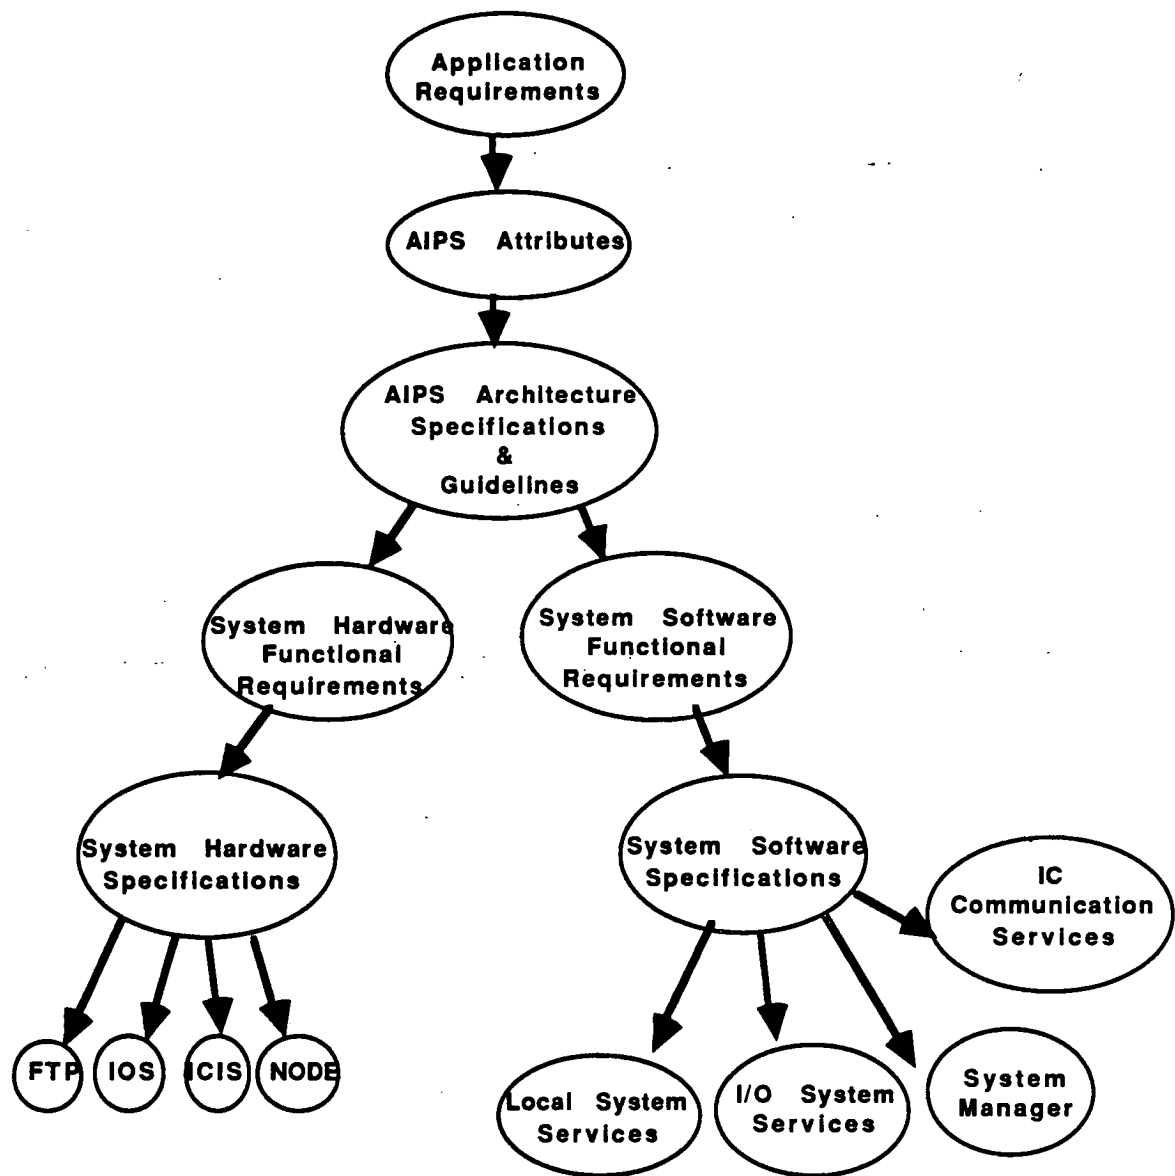 Application
Requirements
AIPS Attributes
AIPS Architecture
Specifications
&
Guidelines
System Hardware
Functional
Requirements
System Software
Functional
Requirements
System Hardware
Specifications
System Software
Specifications
IC
Communication
Services
FTP
IOS
ICIS
NODE
Local System
Services
I/O System
Services
System
Manager